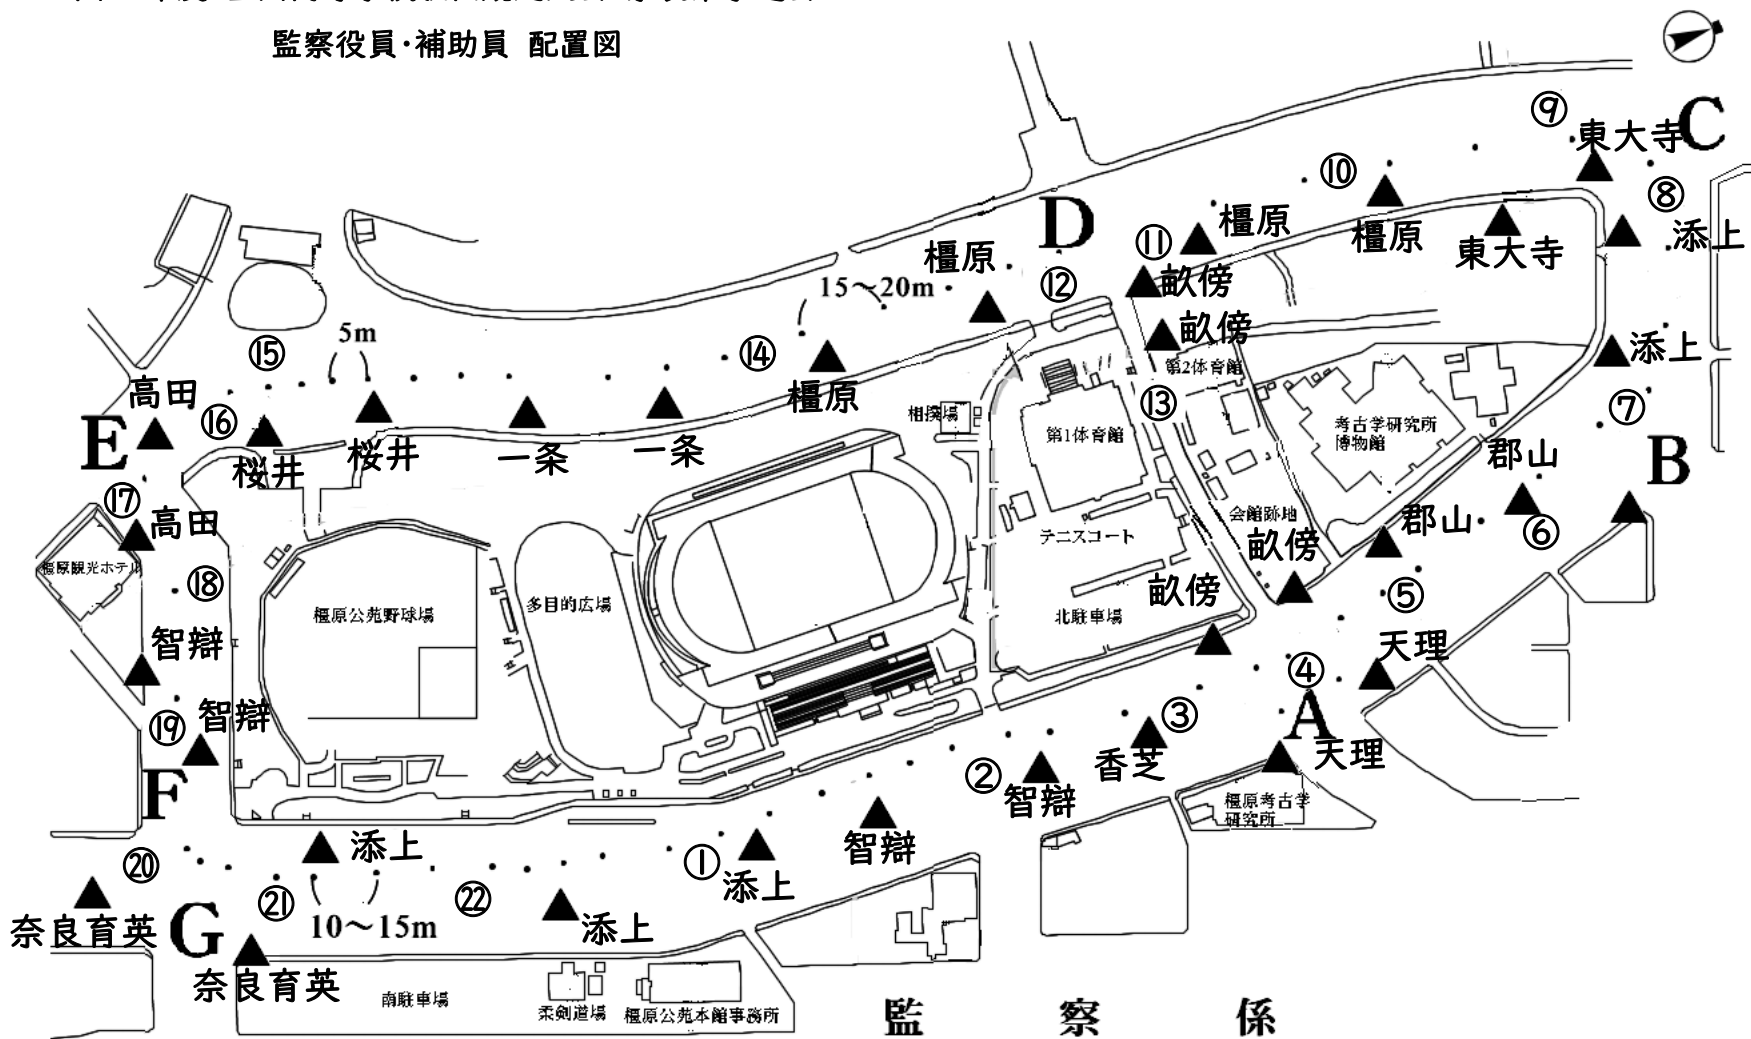 監察役員・補助員 配置図
⑨
東大寺
C
⑩
⑧
添上
D
⑪
橿原
橿原
東大寺
橿原
畝傍
15～20m
⑫
畝傍
⑮
5m
⑭
添上
第2体育館
高田
橿原
⑬
⑦
E
⑯
相撲場
第1体育館
考古学研究所
博物館
桜井
桜井
一条
一条
郡山
B
⑰
高田
会館跡地
郡山
⑥
テニスコート
畝傍
橿原観光ホテル
⑱
多目的広場
畝傍
⑤
橿原公苑野球場
北駐車場
智辯
天理
④
智辯
③
A
⑲
香芝
天理
②
F
智辯
橿原考古学
研究所
添上
智辯
⑳
①
添上
㉑
㉒
奈良育英
G
10～15m
添上
奈良育英
南駐車場
柔剣道場
橿原公苑本館事務所
監 察 係